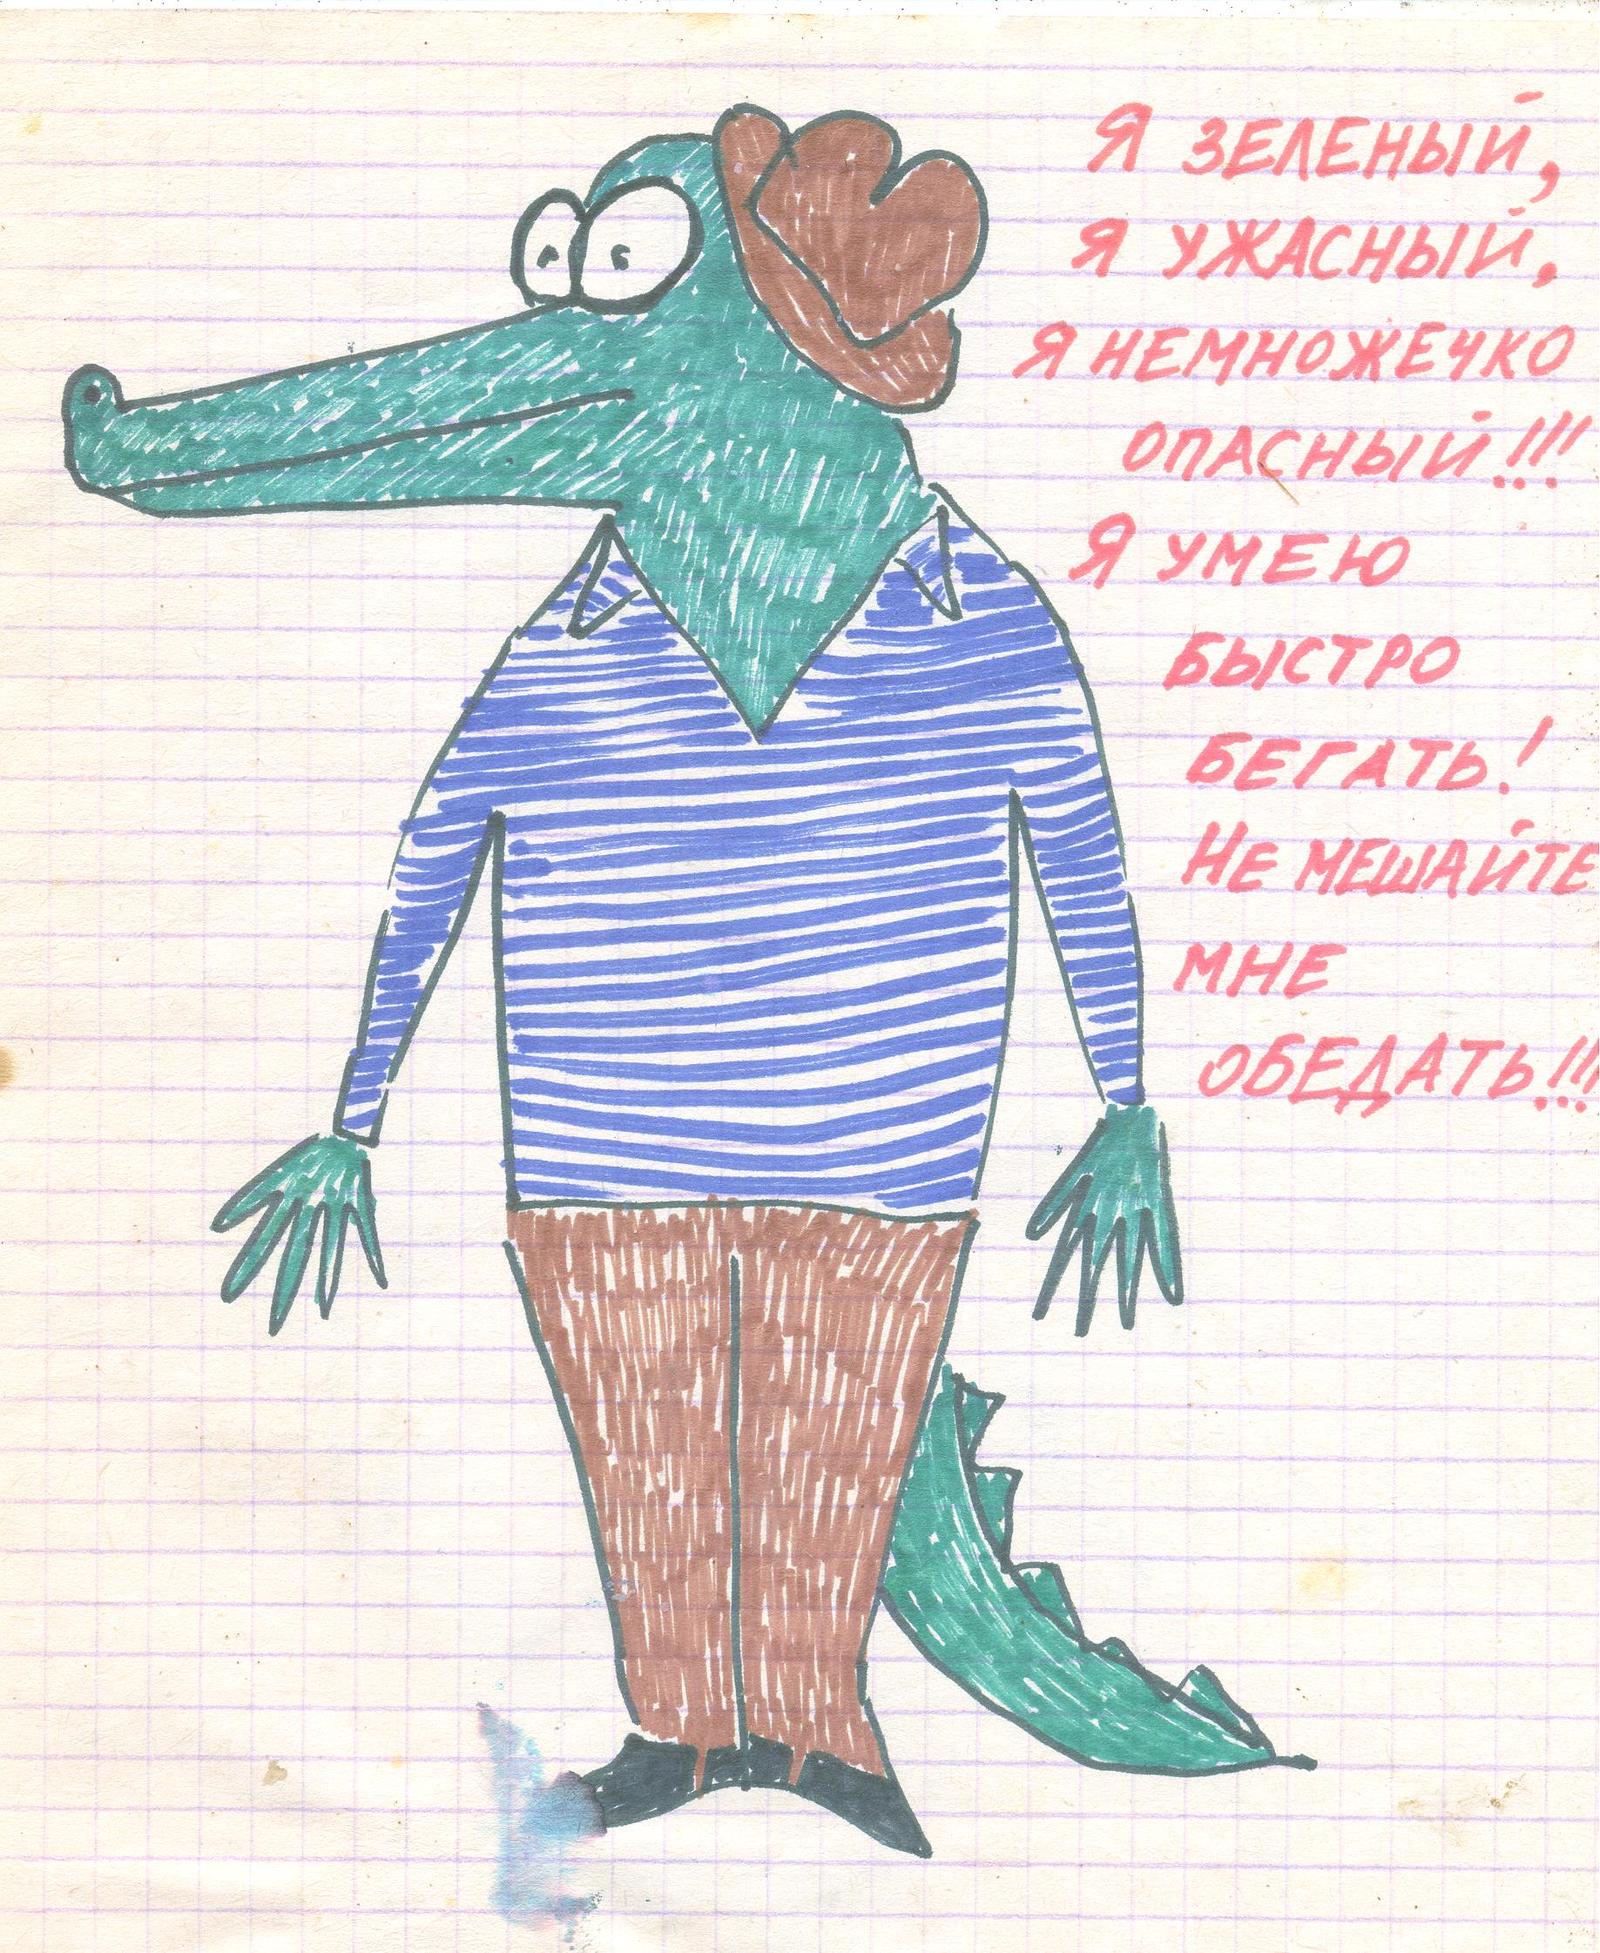 Я ЗЕЛЕНЫЙ,
Я УЖАСНЫЙ,
Я НЕМНОЖЕЧКО
ОПАСНЫЙ!!!
Я УМЕЮ
БЫСТРО
БЕГАТЬ!
НЕ МЕШАЙТЕ
МНЕ
ОБЕДАТЬ!!!